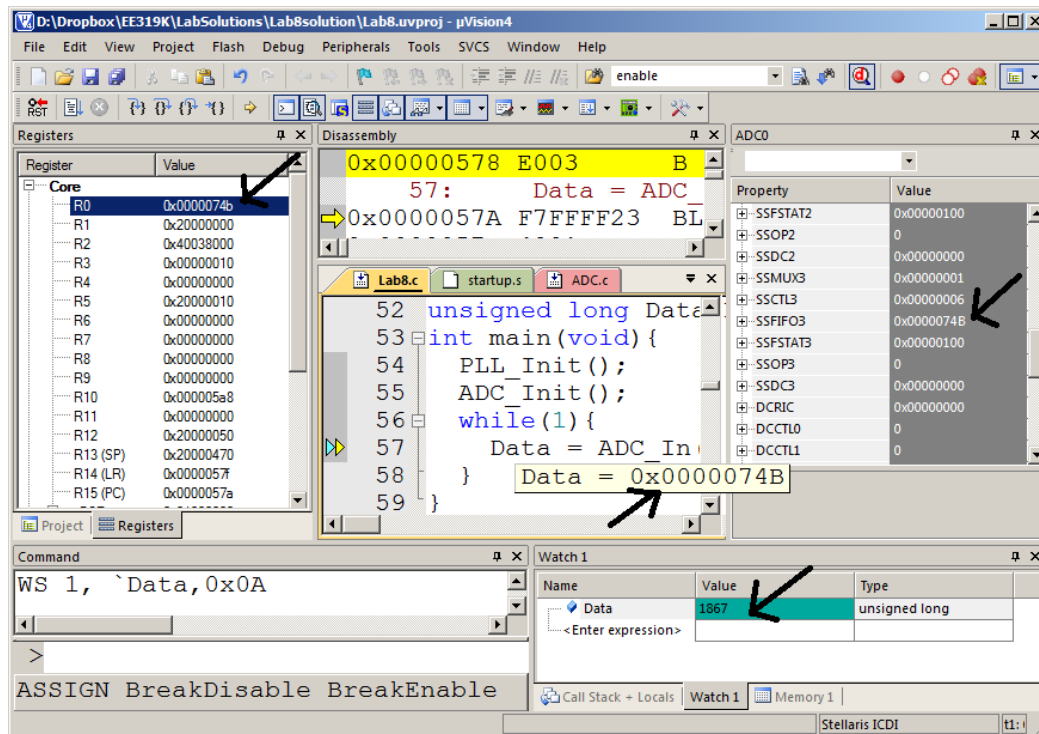 D:\Dropbox\EE319K\LabSolutions\Lab8solution\Lab8.uvproj - µVision4
File Edit View Project Flash Debug Peripherals Tools SVCS Window Help
enable
RST
Registers
Register Value
Core
R0 0x0000074b
R1 0x20000000
R2 0x40038000
R3 0x00000010
R4 0x00000000
R5 0x20000010
R6 0x00000000
R7 0x00000000
R8 0x00000000
R9 0x00000000
R10 0x000005a8
R11 0x00000000
R12 0x20000050
R13 (SP) 0x20000470
R14 (LR) 0x0000057f
R15 (PC) 0x0000057a
Project Registers
Disassembly
0x00000578 E003 B
57: Data = ADC_
0x0000057A F7FFFF23 BL
Lab8.c startup.s ADC.c
52 unsigned long Data
53 int main(void){
54 PLL_Init();
55 ADC_Init();
56 while(1){
57 Data = ADC_In
58 }
Data = 0x0000074B
59 }
ADC0
Property Value
SSFSTAT2 0x00000100
SSOP2 0
SSDC2 0x00000000
SSMUX3 0x00000001
SSCTL3 0x00000006
SSFIFO3 0x0000074B
SSFSTAT3 0x00000100
SSOP3 0
SSDC3 0x00000000
DCRIC 0x00000000
DCCTL0 0
DCCTL1 0
Command
WS 1, `Data,0x0A
>
ASSIGN BreakDisable BreakEnable
Watch 1
Name Value Type
Data 1867 unsigned long
<Enter expression>
Call Stack + Locals Watch 1 Memory 1
Stellaris ICDI t1: